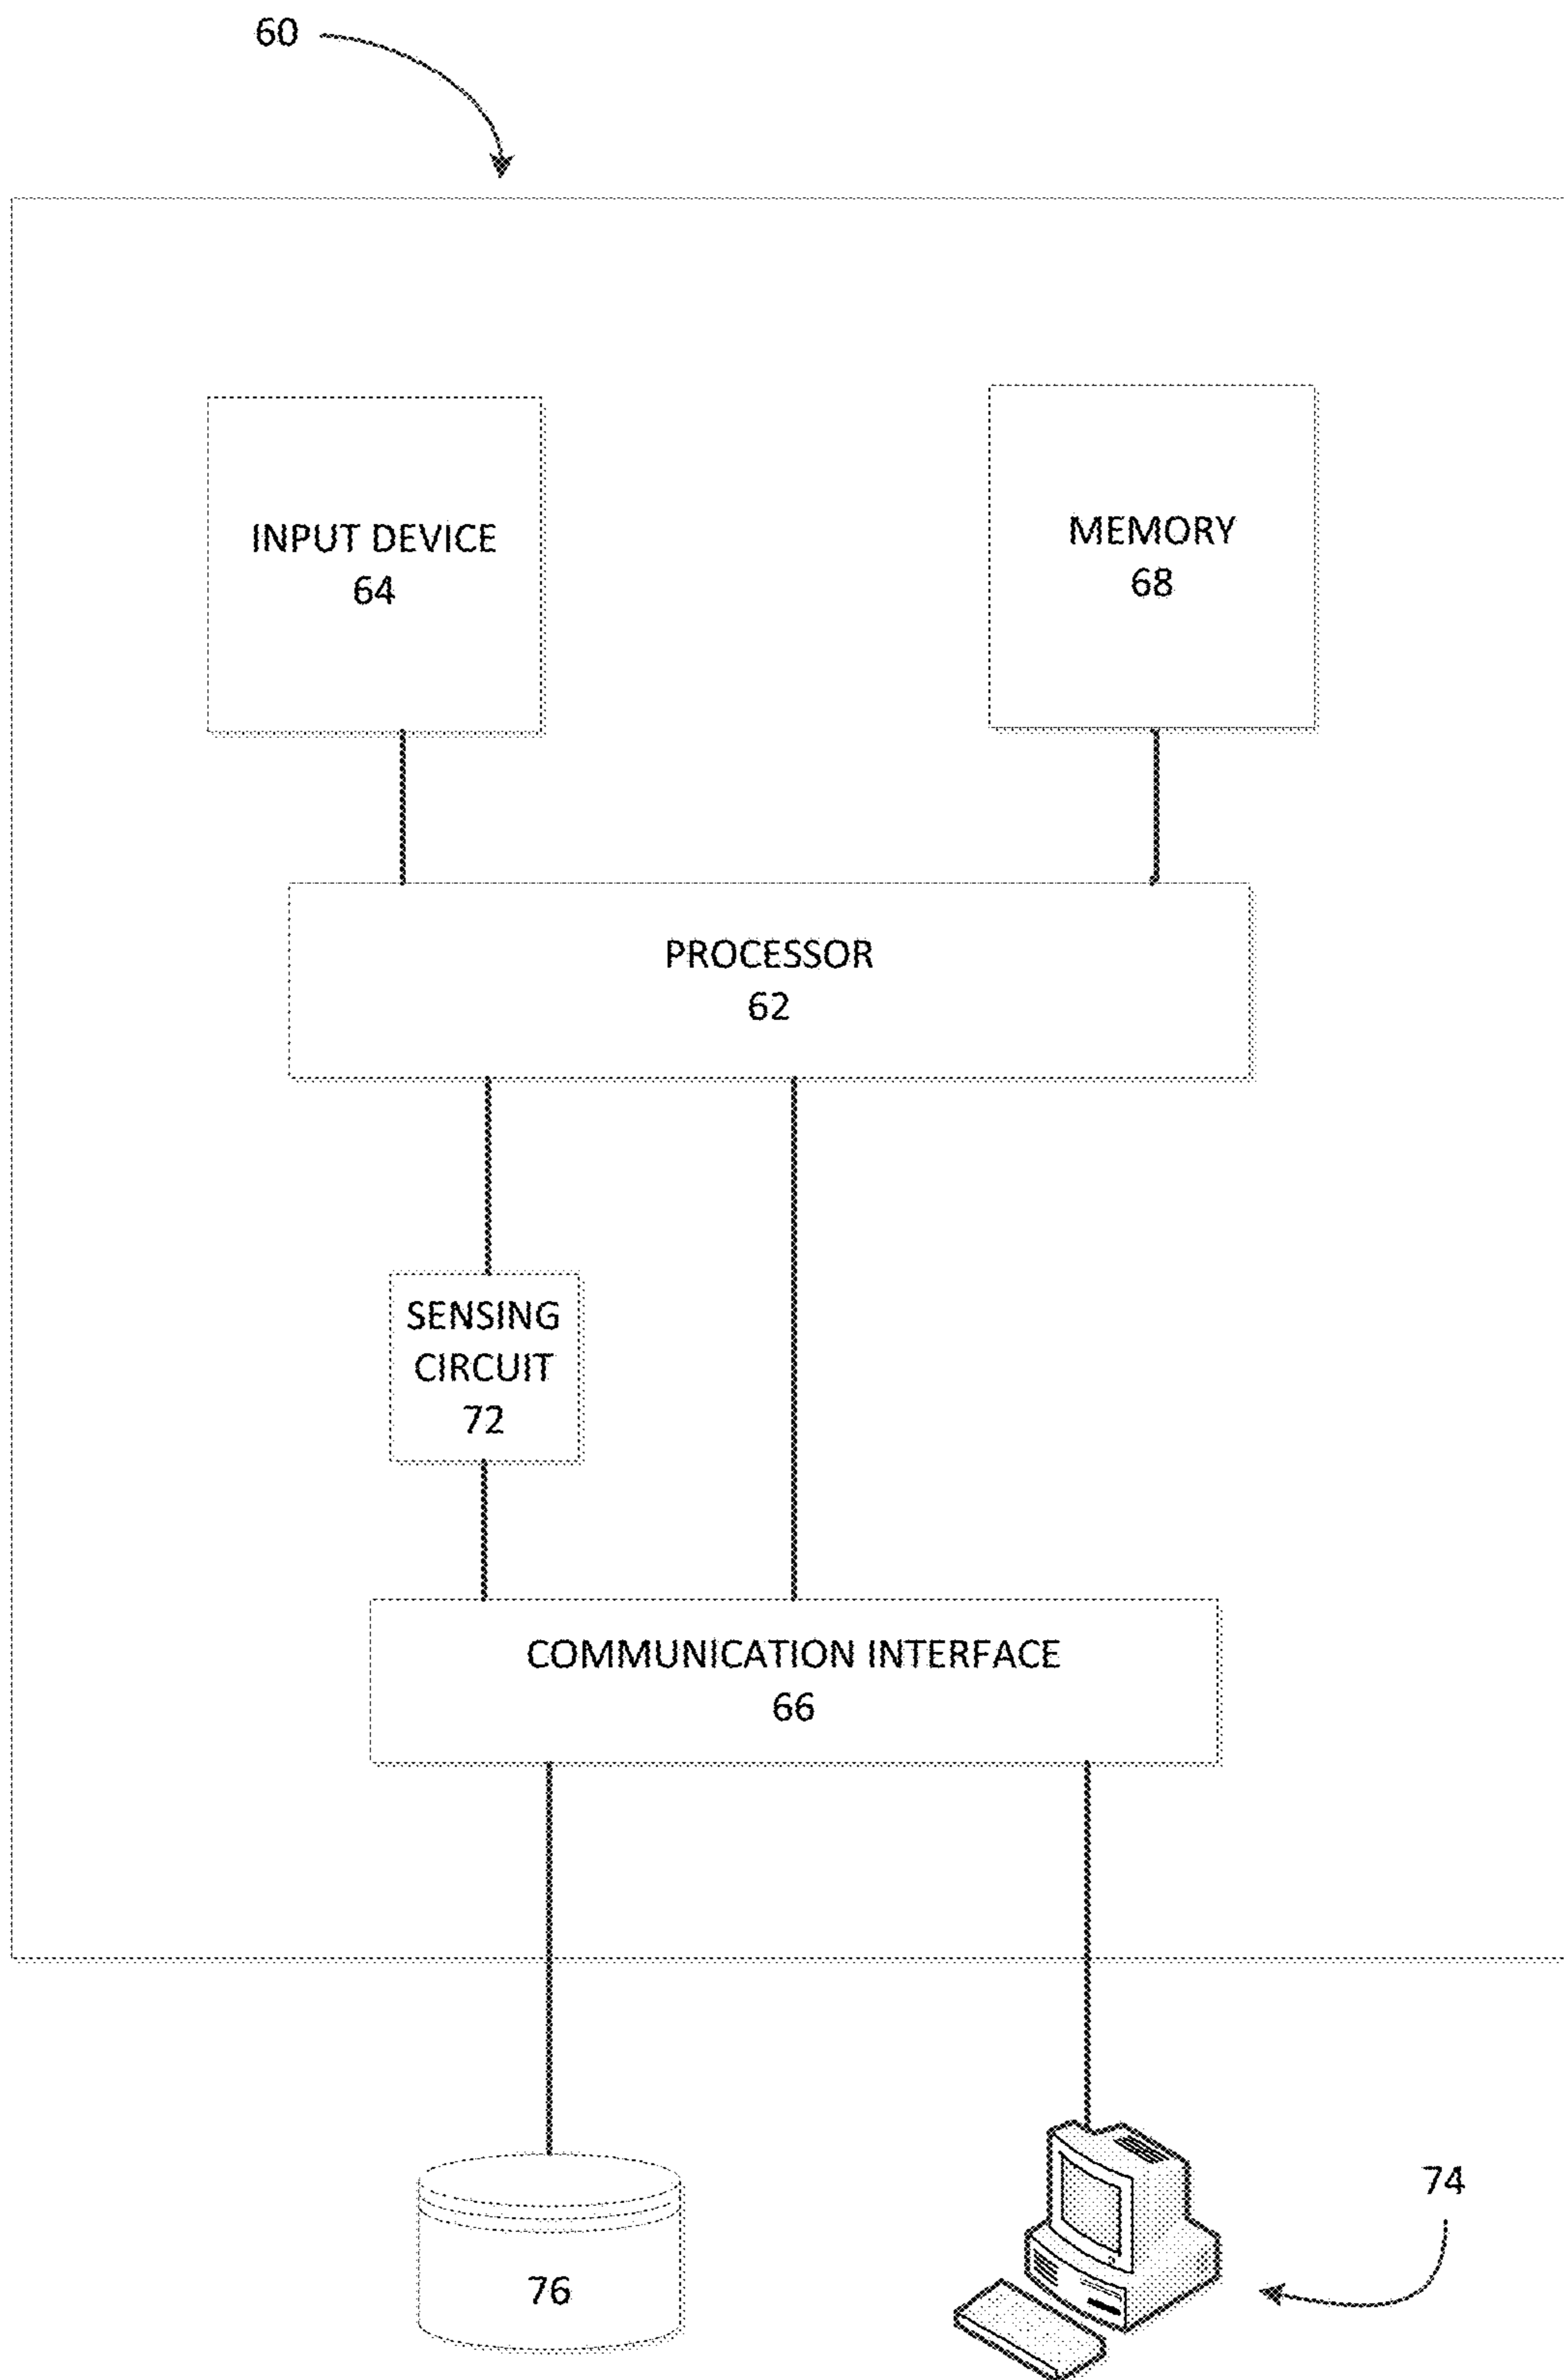 60
INPUT DEVICE
64
MEMORY
68
PROCESSOR
62
SENSING
CIRCUIT
72
COMMUNICATION INTERFACE
66
74
76